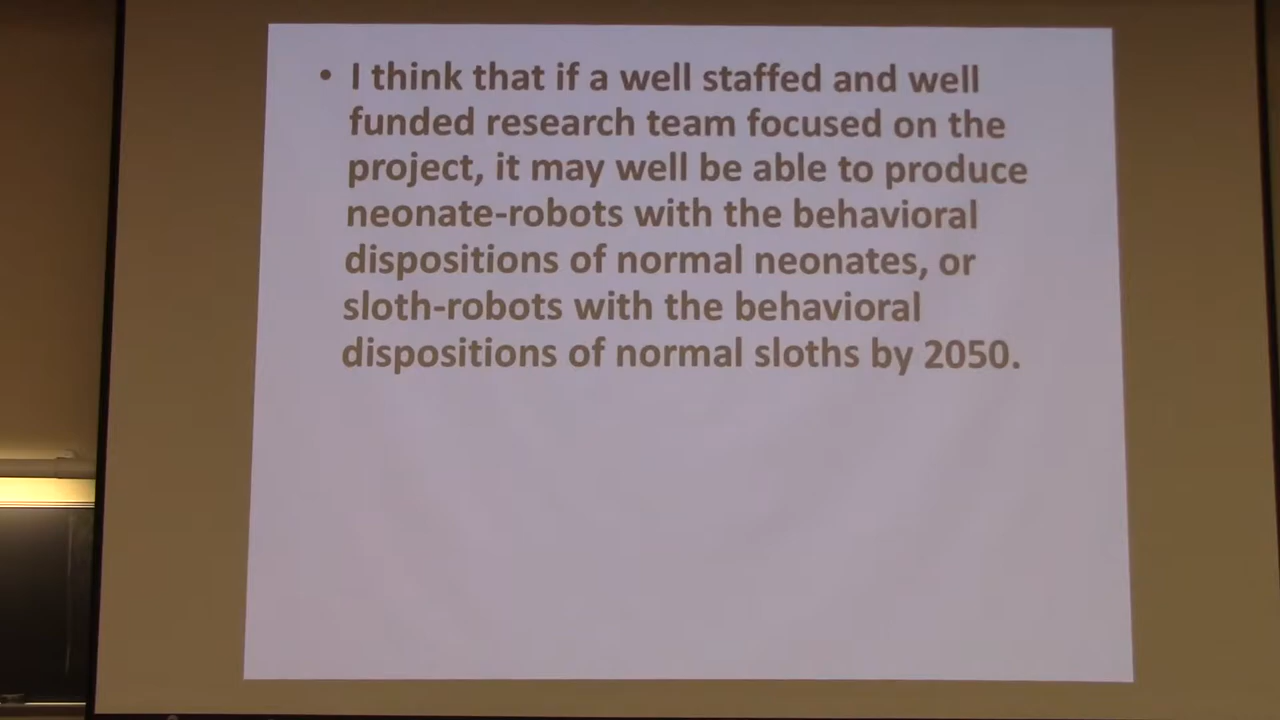 • I think that if a well staffed and well
funded research team focused on the
project, it may well be able to produce
neonate-robots with the behavioral
dispositions of normal neonates, or
sloth-robots with the behavioral
dispositions of normal sloths by 2050.